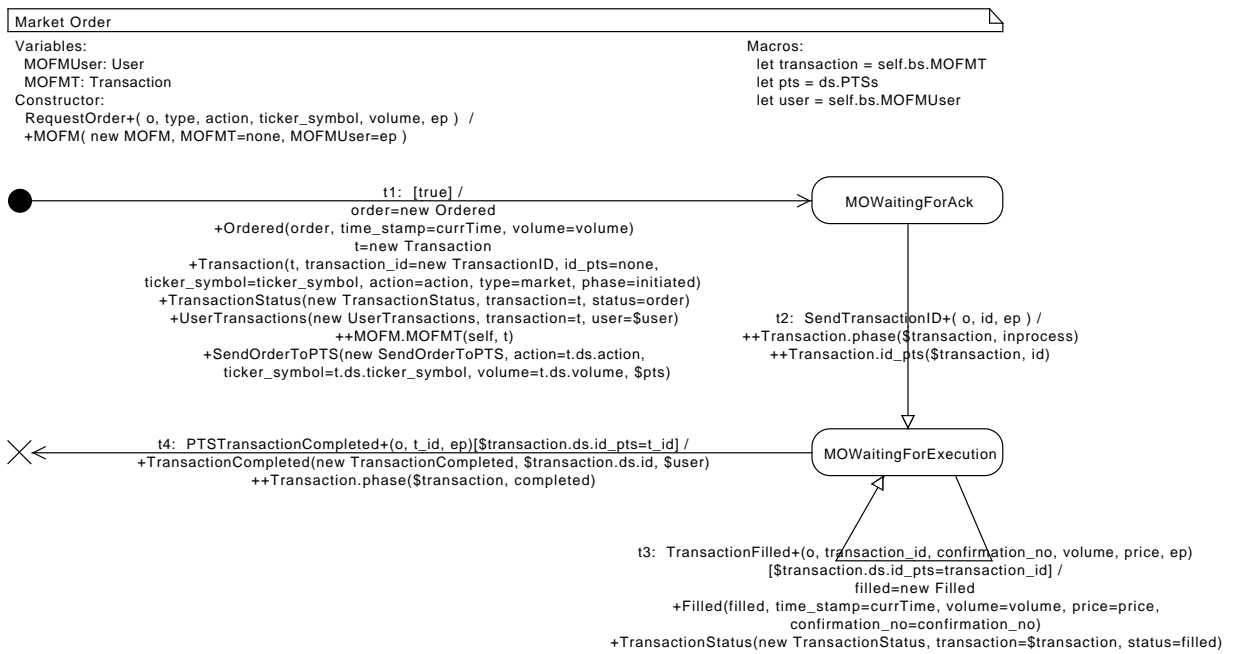 Market Order
Variables:
MOFMUser: User
MOFMT: Transaction
Constructor:
RequestOrder+( o, type, action, ticker_symbol, volume, ep ) /
+MOFM( new MOFM, MOFMT=none, MOFMUser=ep )
Macros:
let transaction = self.bs.MOFMT
let pts = ds.PTSs
let user = self.bs.MOFMUser
t1: [true] /
order=new Ordered
+Ordered(order, time_stamp=currTime, volume=volume)
t=new Transaction
+Transaction(t, transaction_id=new TransactionID, id_pts=none,
ticker_symbol=ticker_symbol, action=action, type=market, phase=initiated)
+TransactionStatus(new TransactionStatus, transaction=t, status=order)
+UserTransactions(new UserTransactions, transaction=t, user=$user)
++MOFM.MOFMT(self, t)
+SendOrderToPTS(new SendOrderToPTS, action=t.ds.action,
ticker_symbol=t.ds.ticker_symbol, volume=t.ds.volume, $pts)
MOWaitingForAck
t2: SendTransactionID+( o, id, ep ) /
++Transaction.phase($transaction, inprocess)
++Transaction.id_pts($transaction, id)
t4: PTSTransactionCompleted+(o, t_id, ep)[$transaction.ds.id_pts=t_id] /
+TransactionCompleted(new TransactionCompleted, $transaction.ds.id, $user)
++Transaction.phase($transaction, completed)
MOWaitingForExecution
t3: TransactionFilled+(o, transaction_id, confirmation_no, volume, price, ep)
[$transaction.ds.id_pts=transaction_id] /
filled=new Filled
+Filled(filled, time_stamp=currTime, volume=volume, price=price,
confirmation_no=confirmation_no)
+TransactionStatus(new TransactionStatus, transaction=$transaction, status=filled)